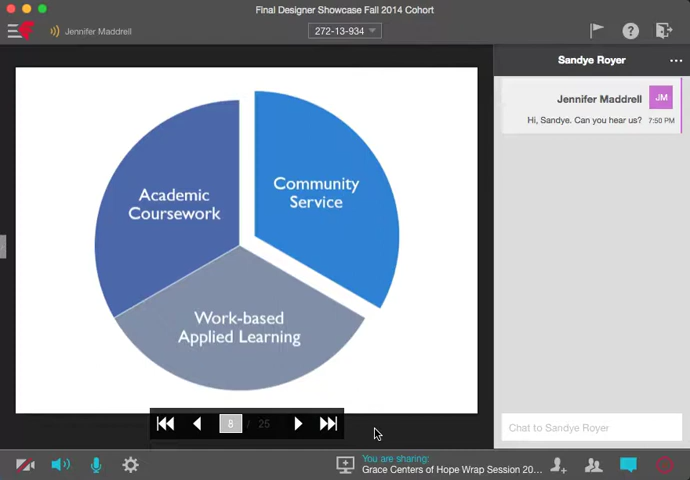 Final Designer Showcase Fall 2014 Cohort
Jennifer Maddrell
272-13-934
Sandye Royer
Jennifer Maddrell
JM
Hi, Sandye. Can you hear us?
7:50 PM
Academic
Coursework
Community
Service
Work-based
Applied Learning
8 / 25
Chat to Sandye Royer
You are sharing:
Grace Centers of Hope Wrap Session 20...